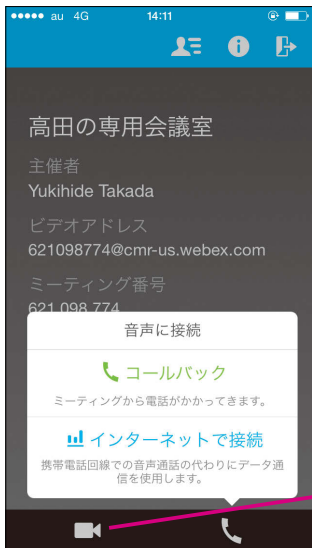 au 4G 14:11
高田の専用会議室
主催者
Yukihide Takada
ビデオアドレス
621098774@cmr-us.webex.com
ミーティング番号
621 098 774
音声に接続
コールバック
ミーティングから電話がかかってきます。
インターネットで接続
携帯電話回線での音声通話の代わりにデータ通
信を使用します。